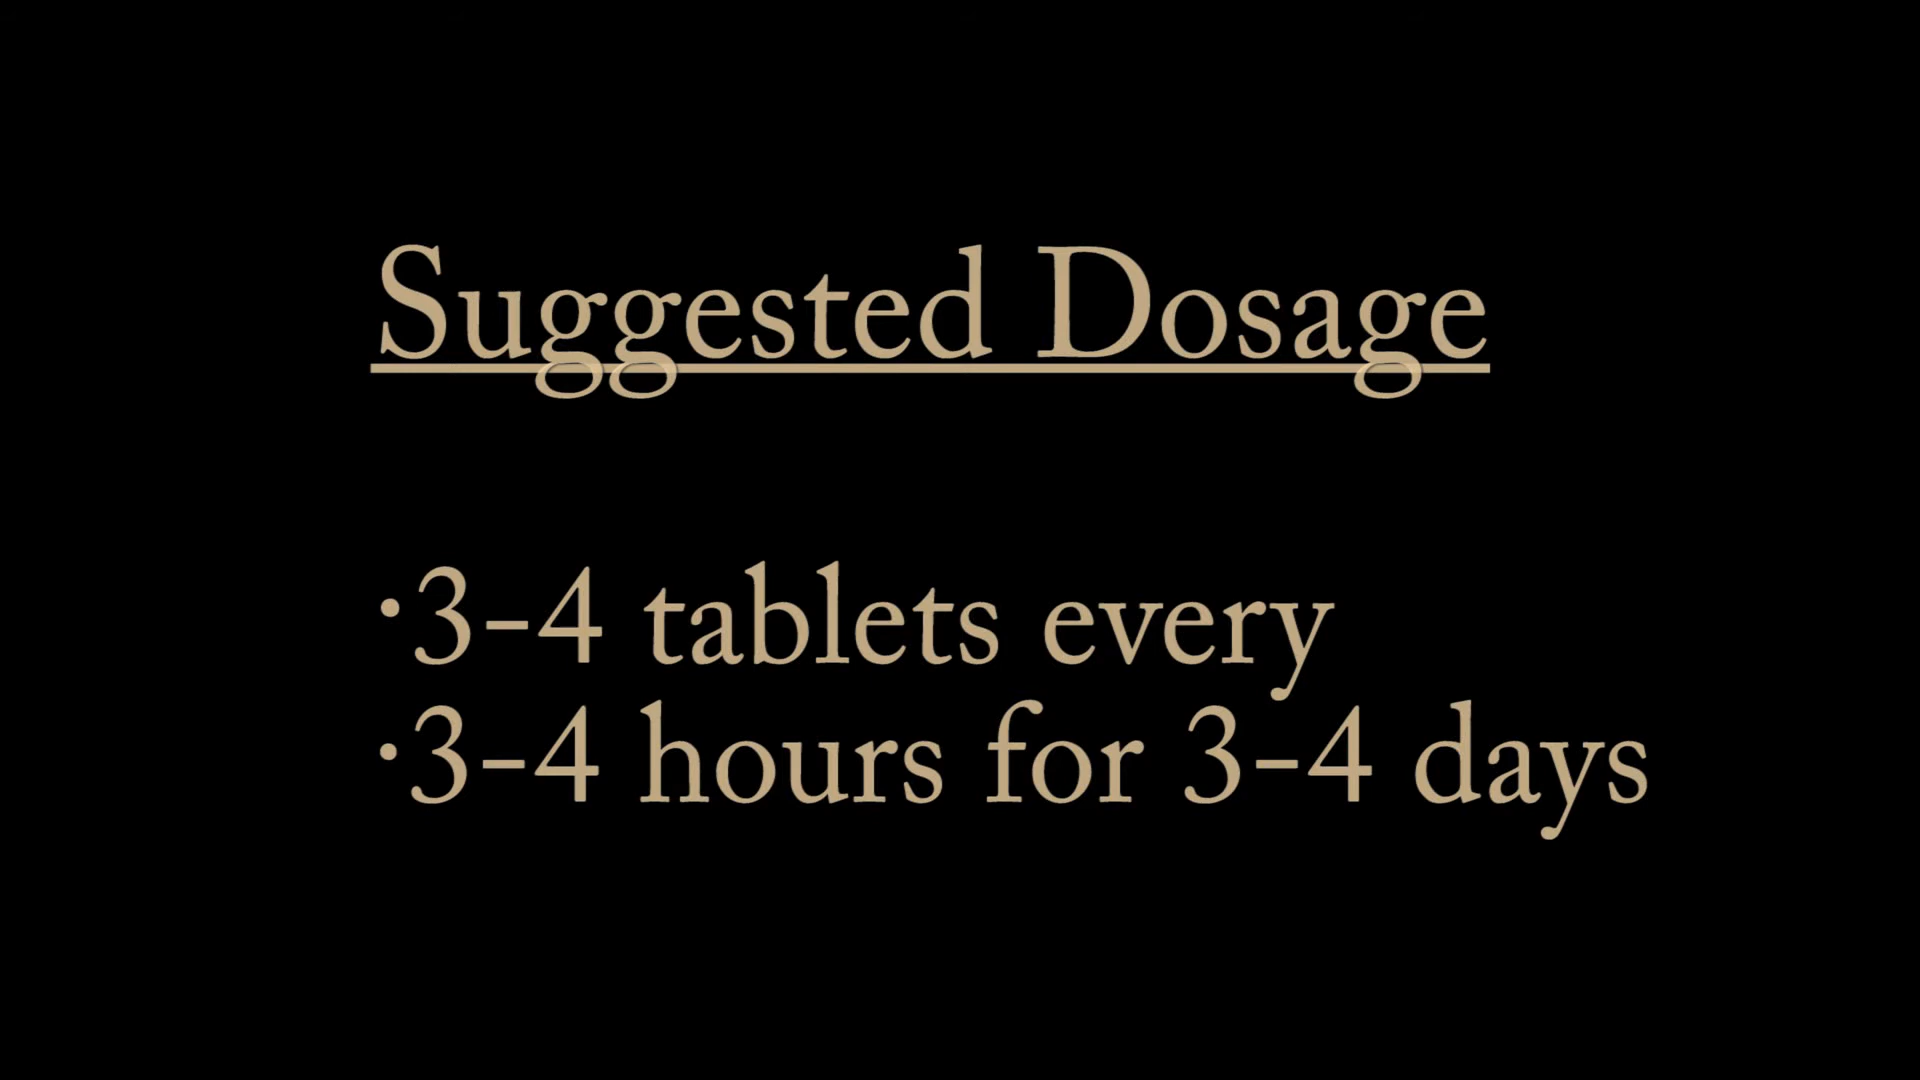 Suggested Dosage
·3-4 tablets every
·3-4 hours for 3-4 days